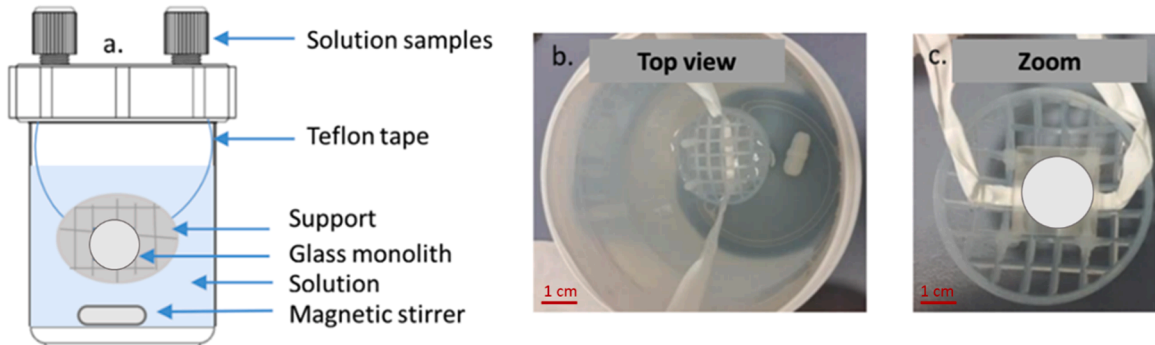 a.
Solution samples
Teflon tape
Support
Glass monolith
Solution
Magnetic stirrer
b.
Top view
1 cm
c.
Zoom
1 cm